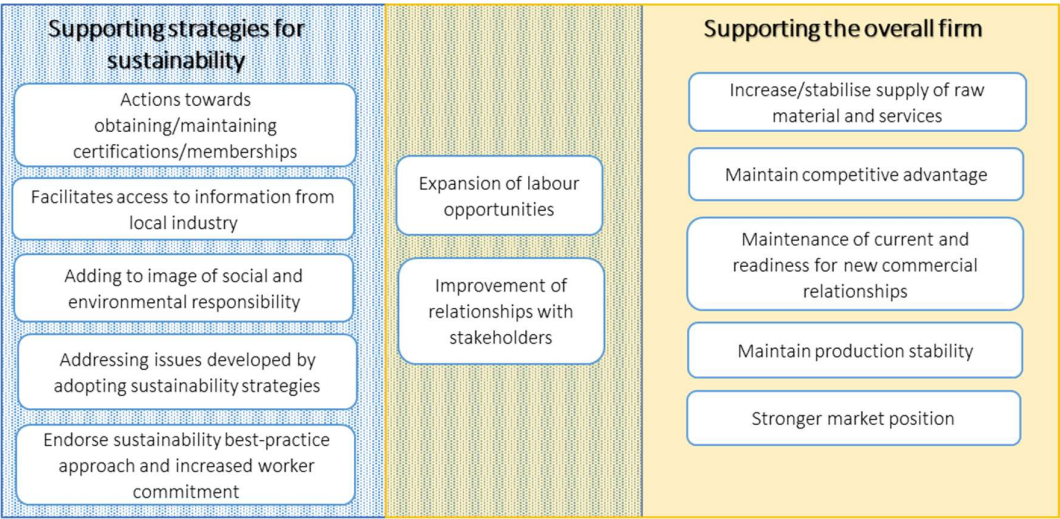 Supporting strategies for
sustainability
Actions towards
obtaining/maintaining
certifications/memberships
Facilitates access to information from
local industry
Adding to image of social and
environmental responsibility
Addressing issues developed by
adopting sustainability strategies
Endorse sustainability best-practice
approach and increased worker
commitment
Expansion of labour
opportunities
Improvement of
relationships with
stakeholders
Supporting the overall firm
Increase/stabilise supply of raw
material and services
Maintain competitive advantage
Maintenance of current and
readiness for new commercial
relationships
Maintain production stability
Stronger market position